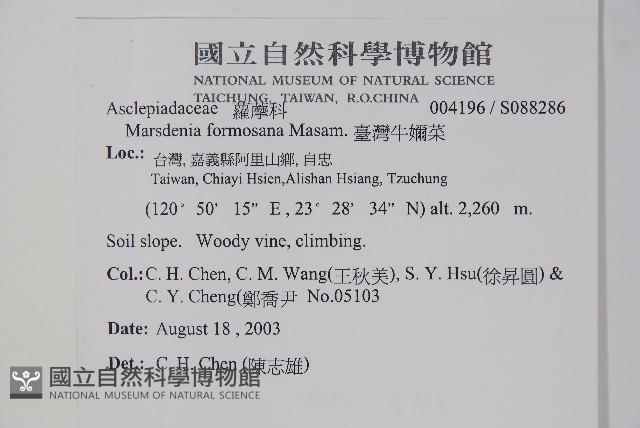 國立自然科學博物館
NATIONAL MUSEUM OF NATURAL SCIENCE
TAICHUNG, TAIWAN, R.O.CHINA
Asclepiadaceae 羅摩科 004196 / S088286
Marsdenia formosana Masam. 臺灣牛嬭菜
Loc.: 台灣, 嘉義縣阿里山鄉, 自忠
Taiwan, Chiayi Hsien,Alishan Hsiang, Tzuchung
(120° 50' 15" E , 23° 28' 34" N) alt. 2,260 m.
Soil slope. Woody vine, climbing.
Col.: C. H. Chen, C. M. Wang(王秋美), S. Y. Hsu(徐昇圓) &
C. Y. Cheng(鄭喬尹 No.05103
Date: August 18 , 2003
Det.: C. H. Chen (陳志雄)
國立自然科學博物館
NATIONAL MUSEUM OF NATURAL SCIENCE